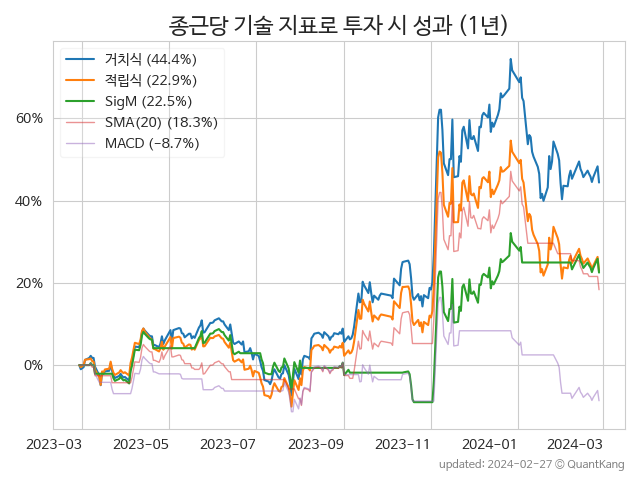 종근당 기술 지표로 투자 시 성과 (1년)
거치식 (44.4%)
적립식 (22.9%)
SigM (22.5%)
SMA(20) (18.3%)
MACD (−8.7%)
60%
40%
20%
0%
2023-03 2023-05 2023-07 2023-09 2023-11 2024-01 2024-03
updated: 2024-02-27 © QuantKang